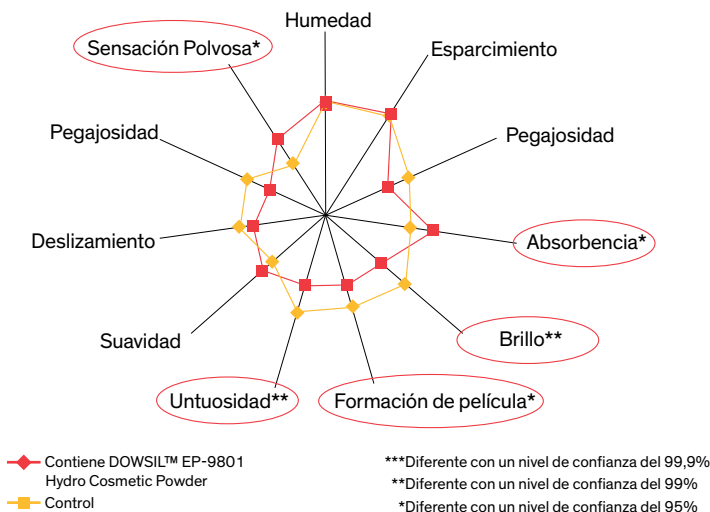 Humedad
Sensación Polvosa*
Esparcimiento
Pegajosidad
Pegajosidad
Deslizamiento
Absorbencia*
Suavidad
Brillo**
Untuosidad**
Formación de película*
Contiene DOWSIL™ EP-9801
Hydro Cosmetic Powder
Control
***Diferente con un nivel de confianza del 99,9%
**Diferente con un nivel de confianza del 99%
*Diferente con un nivel de confianza del 95%